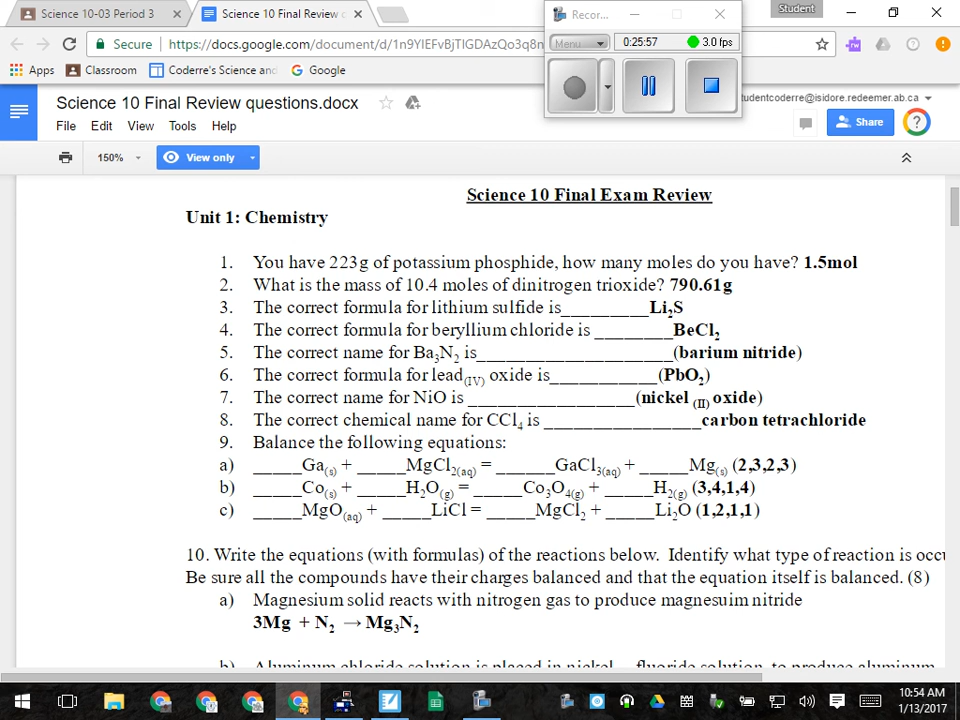 Science 10-03 Period 3
Science 10 Final Review
Recor...
Student
Menu
0:25:57
3.0 fps
Secure
https://docs.google.com/document/d/1n9YIEFvBjTIGDAzQo3q8n
Apps
Classroom
Coderre's Science and
Google
Science 10 Final Review questions.docx
tudentcoderre@isidore.redeemer.ab.ca
File Edit View Tools Help
Share
150%
View only
Science 10 Final Exam Review
Unit 1: Chemistry
1. You have 223g of potassium phosphide, how many moles do you have? 1.5mol
2. What is the mass of 10.4 moles of dinitrogen trioxide? 790.61g
3. The correct formula for lithium sulfide is_________Li₂S
4. The correct formula for beryllium chloride is ________BeCl₂
5. The correct name for Ba₃N₂ is____________________(barium nitride)
6. The correct formula for lead(IV) oxide is___________(PbO₂)
7. The correct name for NiO is _________________(nickel (II) oxide)
8. The correct chemical name for CCl₄ is ________________carbon tetrachloride
9. Balance the following equations:
a) _____Ga(s) + _____MgCl2(aq) = ______GaCl3(aq) + _____Mg(s) (2,3,2,3)
b) _____Co(s) + _____H₂O(g) = _____Co₃O4(g) + _____H2(g) (3,4,1,4)
c) _____MgO(aq) + _____LiCl = _____MgCl₂ + _____Li₂O (1,2,1,1)
10. Write the equations (with formulas) of the reactions below. Identify what type of reaction is occu
Be sure all the compounds have their charges balanced and that the equation itself is balanced. (8)
a) Magnesium solid reacts with nitrogen gas to produce magnesuim nitride
3Mg + N₂ → Mg₃N₂
b) Aluminum chloride solution is placed in nickel fluoride solution, to produce aluminum
10:54 AM
1/13/2017